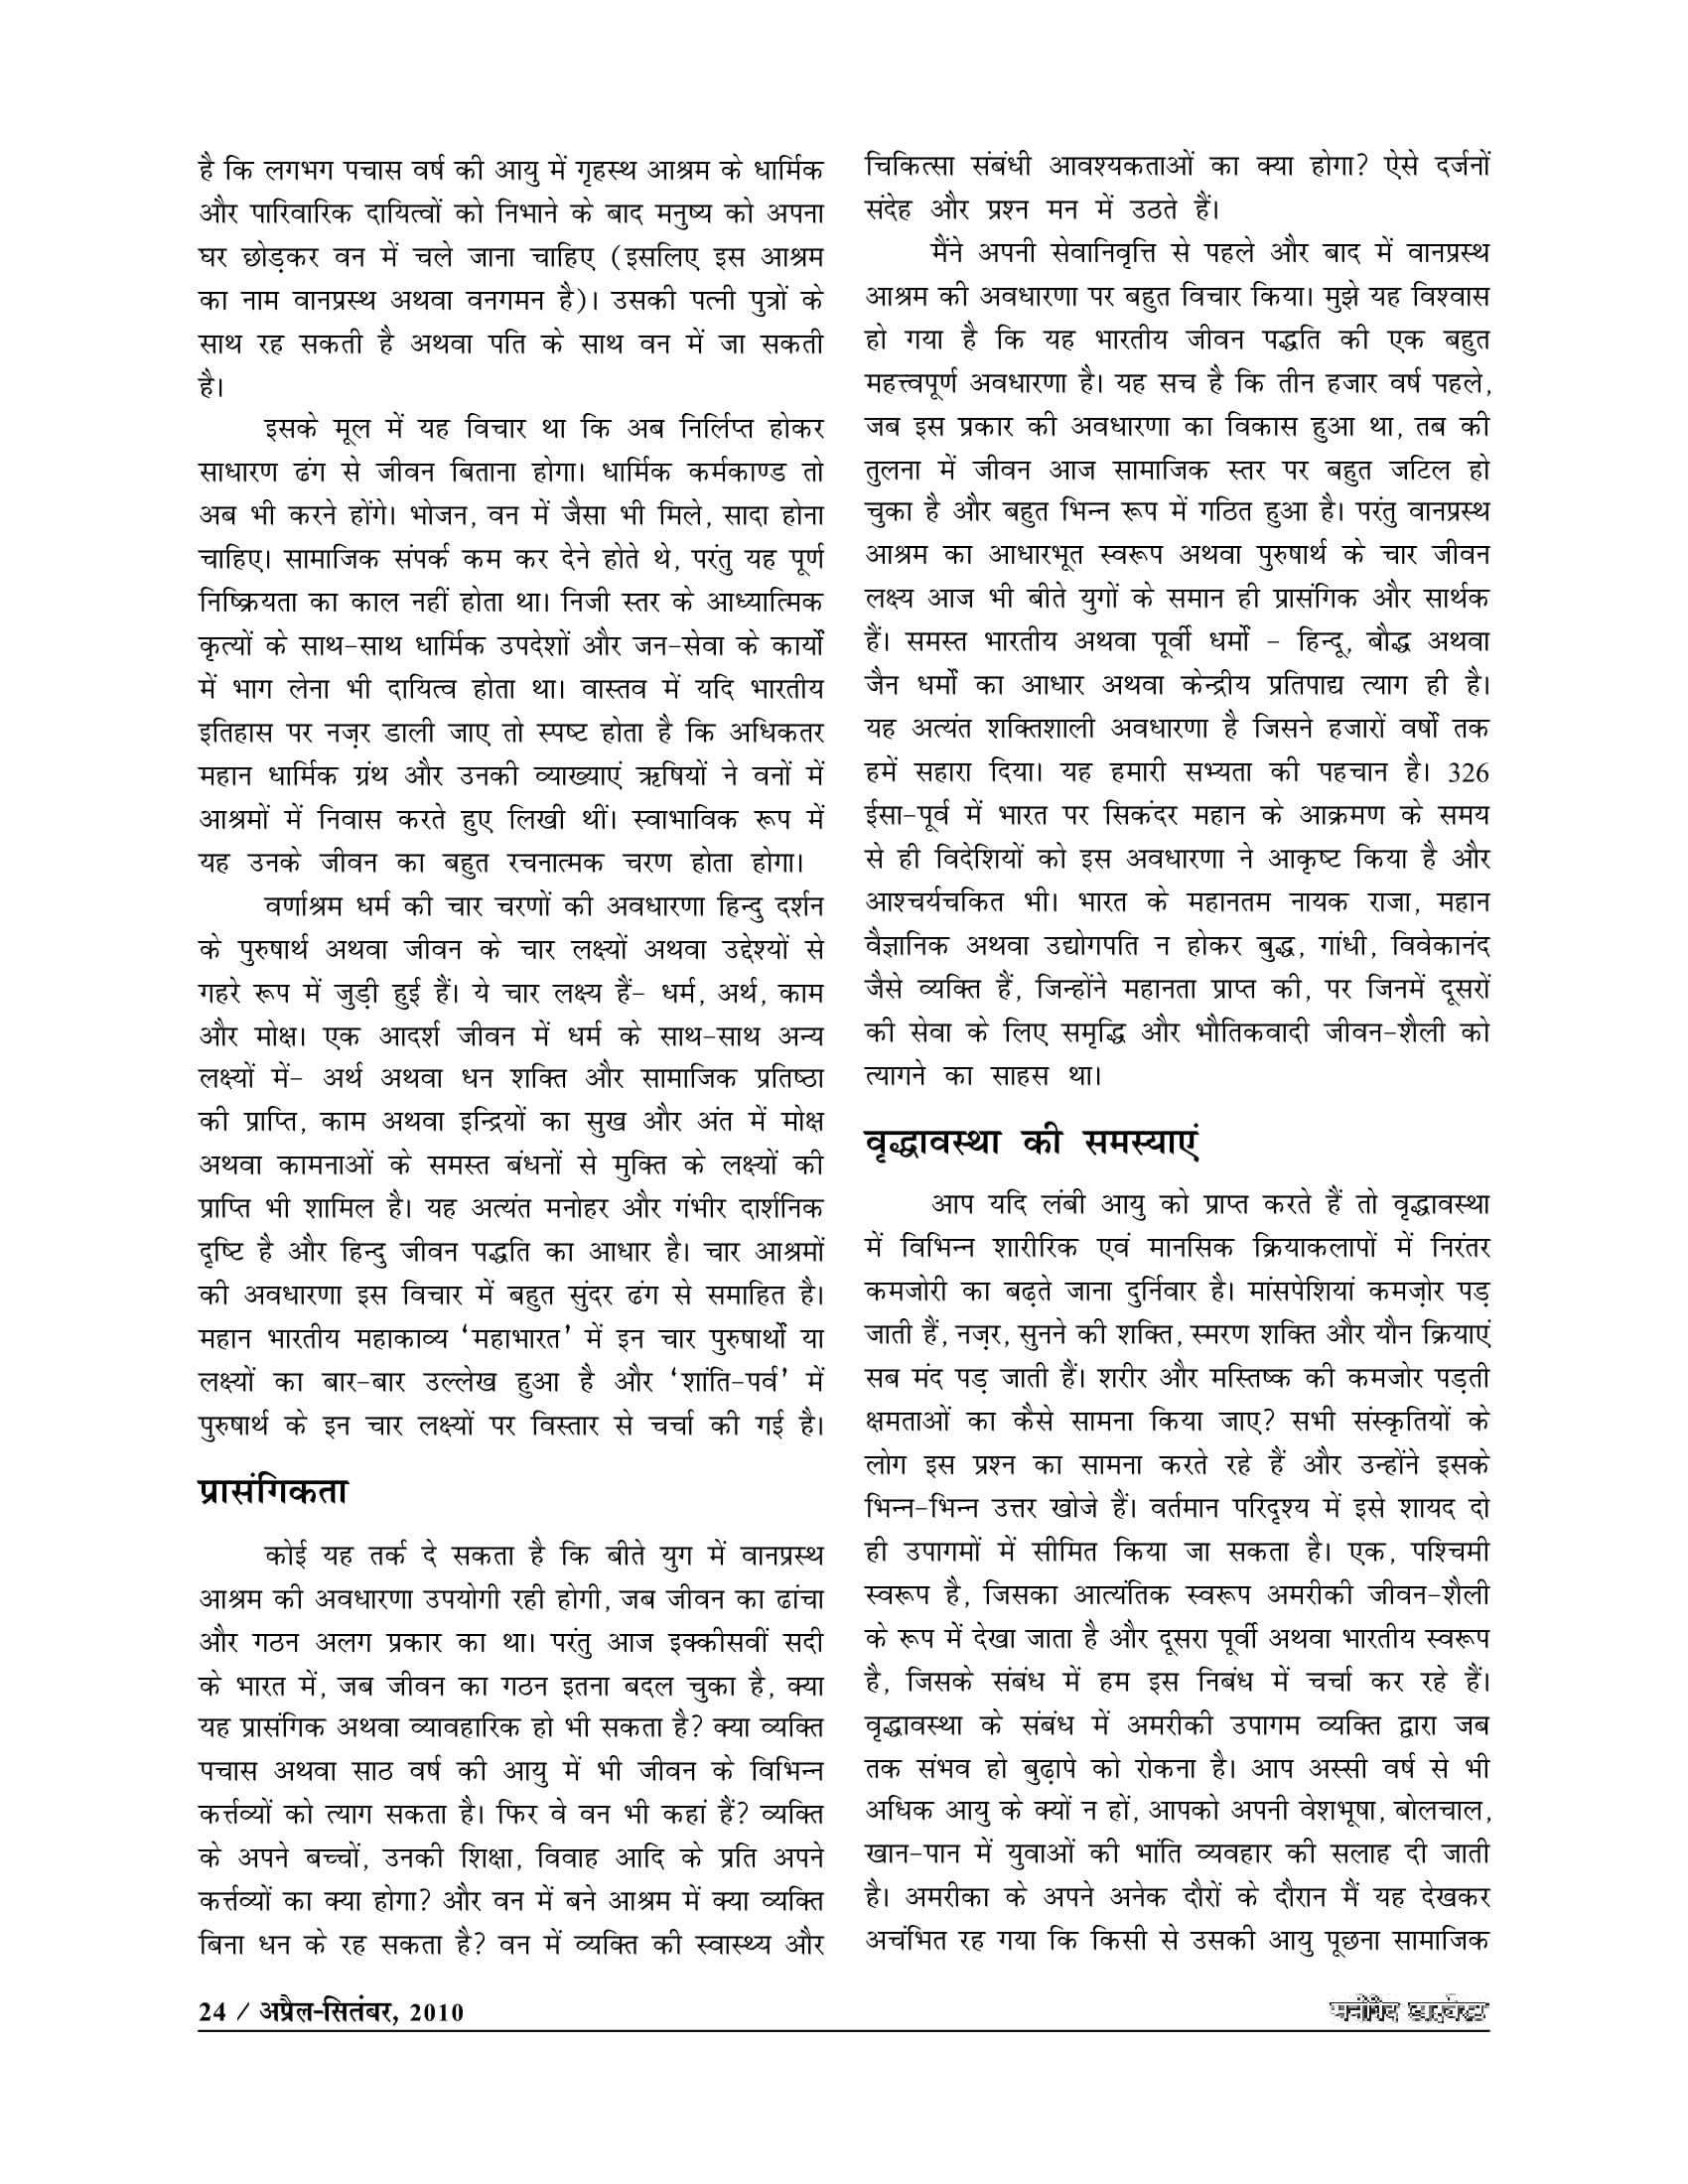 है कि लगभग पचास वर्ष की आयु में गृहस्थ आश्रम के धार्मिक
और पारिवारिक दायित्वों को निभाने के बाद मनुष्य को अपना
घर छोड़कर वन में चले जाना चाहिए (इसलिए इस आश्रम
का नाम वानप्रस्थ अथवा वनगमन है)। उसकी पत्नी पुत्रों के
साथ रह सकती है अथवा पति के साथ वन में जा सकती
है।
इसके मूल में यह विचार था कि अब निर्लिप्त होकर
साधारण ढंग से जीवन बिताना होगा। धार्मिक कर्मकाण्ड तो
अब भी करने होंगे। भोजन, वन में जैसा भी मिले, सादा होना
चाहिए। सामाजिक संपर्क कम कर देने होते थे, परंतु यह पूर्ण
निष्क्रियता का काल नहीं होता था। निजी स्तर के आध्यात्मिक
कृत्यों के साथ-साथ धार्मिक उपदेशों और जन-सेवा के कार्यों
में भाग लेना भी दायित्व होता था। वास्तव में यदि भारतीय
इतिहास पर नज़र डाली जाए तो स्पष्ट होता है कि अधिकतर
महान धार्मिक ग्रंथ और उनकी व्याख्याएं ऋषियों ने वनों में
आश्रमों में निवास करते हुए लिखी थीं। स्वाभाविक रूप में
यह उनके जीवन का बहुत रचनात्मक चरण होता होगा।
वर्णाश्रम धर्म की चार चरणों की अवधारणा हिन्दु दर्शन
के पुरुषार्थ अथवा जीवन के चार लक्ष्यों अथवा उद्देश्यों से
गहरे रूप में जुड़ी हुई हैं। ये चार लक्ष्य हैं- धर्म, अर्थ, काम
और मोक्ष। एक आदर्श जीवन में धर्म के साथ-साथ अन्य
लक्ष्यों में- अर्थ अथवा धन शक्ति और सामाजिक प्रतिष्ठा
की प्राप्ति, काम अथवा इन्द्रियों का सुख और अंत में मोक्ष
अथवा कामनाओं के समस्त बंधनों से मुक्ति के लक्ष्यों की
प्राप्ति भी शामिल है। यह अत्यंत मनोहर और गंभीर दार्शनिक
दृष्टि है और हिन्दु जीवन पद्धति का आधार है। चार आश्रमों
की अवधारणा इस विचार में बहुत सुंदर ढंग से समाहित है।
महान भारतीय महाकाव्य ‘महाभारत’ में इन चार पुरुषार्थों या
लक्ष्यों का बार-बार उल्लेख हुआ है और ‘शांति-पर्व’ में
पुरुषार्थ के इन चार लक्ष्यों पर विस्तार से चर्चा की गई है।
प्रासंगिकता
कोई यह तर्क दे सकता है कि बीते युग में वानप्रस्थ
आश्रम की अवधारणा उपयोगी रही होगी, जब जीवन का ढांचा
और गठन अलग प्रकार का था। परंतु आज इक्कीसवीं सदी
के भारत में, जब जीवन का गठन इतना बदल चुका है, क्या
यह प्रासंगिक अथवा व्यावहारिक हो भी सकता है? क्या व्यक्ति
पचास अथवा साठ वर्ष की आयु में भी जीवन के विभिन्न
कर्त्तव्यों को त्याग सकता है। फिर वे वन भी कहां हैं? व्यक्ति
के अपने बच्चों, उनकी शिक्षा, विवाह आदि के प्रति अपने
कर्त्तव्यों का क्या होगा? और वन में बने आश्रम में क्या व्यक्ति
बिना धन के रह सकता है? वन में व्यक्ति की स्वास्थ्य और
चिकित्सा संबंधी आवश्यकताओं का क्या होगा? ऐसे दर्जनों
संदेह और प्रश्न मन में उठते हैं।
मैंने अपनी सेवानिवृत्ति से पहले और बाद में वानप्रस्थ
आश्रम की अवधारणा पर बहुत विचार किया। मुझे यह विश्वास
हो गया है कि यह भारतीय जीवन पद्धति की एक बहुत
महत्त्वपूर्ण अवधारणा है। यह सच है कि तीन हजार वर्ष पहले,
जब इस प्रकार की अवधारणा का विकास हुआ था, तब की
तुलना में जीवन आज सामाजिक स्तर पर बहुत जटिल हो
चुका है और बहुत भिन्न रूप में गठित हुआ है। परंतु वानप्रस्थ
आश्रम का आधारभूत स्वरूप अथवा पुरुषार्थ के चार जीवन
लक्ष्य आज भी बीते युगों के समान ही प्रासंगिक और सार्थक
हैं। समस्त भारतीय अथवा पूर्वी धर्मों - हिन्दू, बौद्ध अथवा
जैन धर्मों का आधार अथवा केन्द्रीय प्रतिपाद्य त्याग ही है।
यह अत्यंत शक्तिशाली अवधारणा है जिसने हजारों वर्षों तक
हमें सहारा दिया। यह हमारी सभ्यता की पहचान है। 326
ईसा-पूर्व में भारत पर सिकंदर महान के आक्रमण के समय
से ही विदेशियों को इस अवधारणा ने आकृष्ट किया है और
आश्चर्यचकित भी। भारत के महानतम नायक राजा, महान
वैज्ञानिक अथवा उद्योगपति न होकर बुद्ध, गांधी, विवेकानंद
जैसे व्यक्ति हैं, जिन्होंने महानता प्राप्त की, पर जिनमें दूसरों
की सेवा के लिए समृद्धि और भौतिकवादी जीवन-शैली को
त्यागने का साहस था।
वृद्धावस्था की समस्याएं
आप यदि लंबी आयु को प्राप्त करते हैं तो वृद्धावस्था
में विभिन्न शारीरिक एवं मानसिक क्रियाकलापों में निरंतर
कमजोरी का बढ़ते जाना दुर्निवार है। मांसपेशियां कमज़ोर पड़
जाती हैं, नज़र, सुनने की शक्ति, स्मरण शक्ति और यौन क्रियाएं
सब मंद पड़ जाती हैं। शरीर और मस्तिष्क की कमजोर पड़ती
क्षमताओं का कैसे सामना किया जाए? सभी संस्कृतियों के
लोग इस प्रश्न का सामना करते रहे हैं और उन्होंने इसके
भिन्न-भिन्न उत्तर खोजे हैं। वर्तमान परिदृश्य में इसे शायद दो
ही उपागमों में सीमित किया जा सकता है। एक, पश्चिमी
स्वरूप है, जिसका आत्यंतिक स्वरूप अमरीकी जीवन-शैली
के रूप में देखा जाता है और दूसरा पूर्वी अथवा भारतीय स्वरूप
है, जिसके संबंध में हम इस निबंध में चर्चा कर रहे हैं।
वृद्धावस्था के संबंध में अमरीकी उपागम व्यक्ति द्वारा जब
तक संभव हो बुढ़ापे को रोकना है। आप अस्सी वर्ष से भी
अधिक आयु के क्यों न हों, आपको अपनी वेशभूषा, बोलचाल,
खान-पान में युवाओं की भांति व्यवहार की सलाह दी जाती
है। अमरीका के अपने अनेक दौरों के दौरान मैं यह देखकर
अचंभित रह गया कि किसी से उसकी आयु पूछना सामाजिक
24 / अप्रैल-सितंबर, 2010